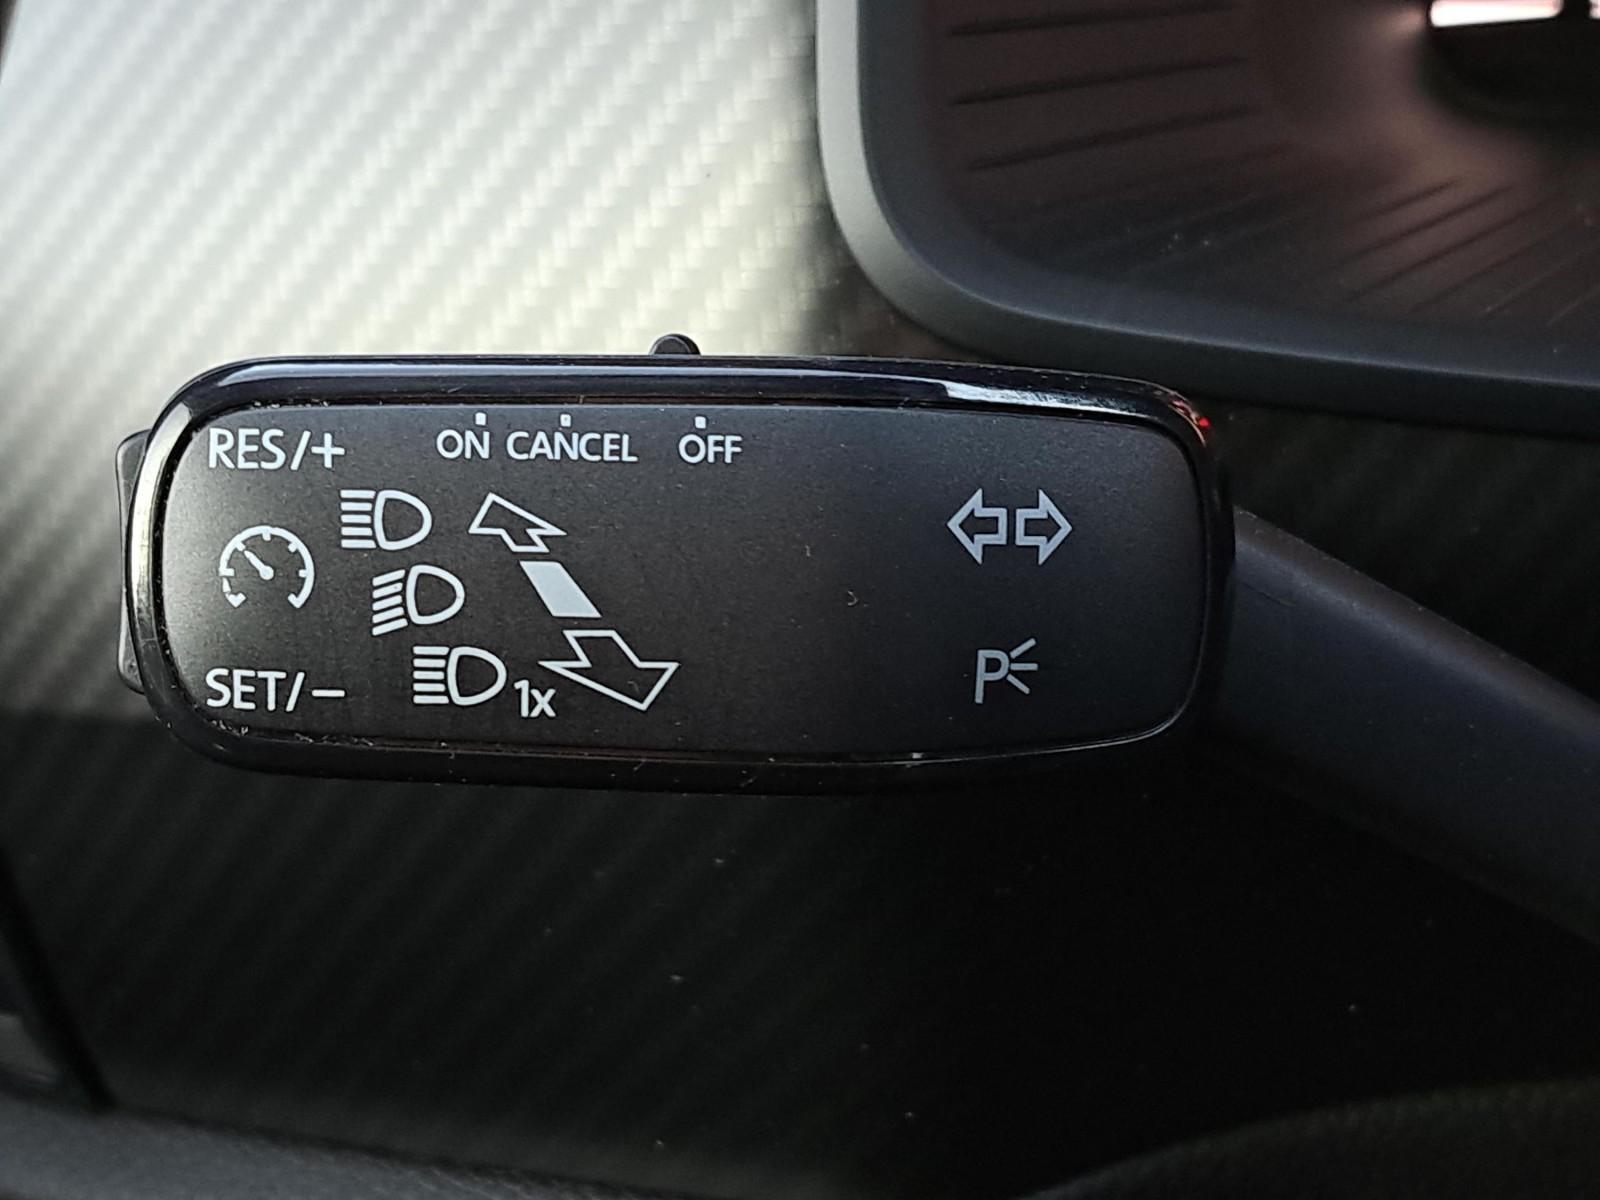 RES/+ ON CANCEL OFF
1x
SET/− P